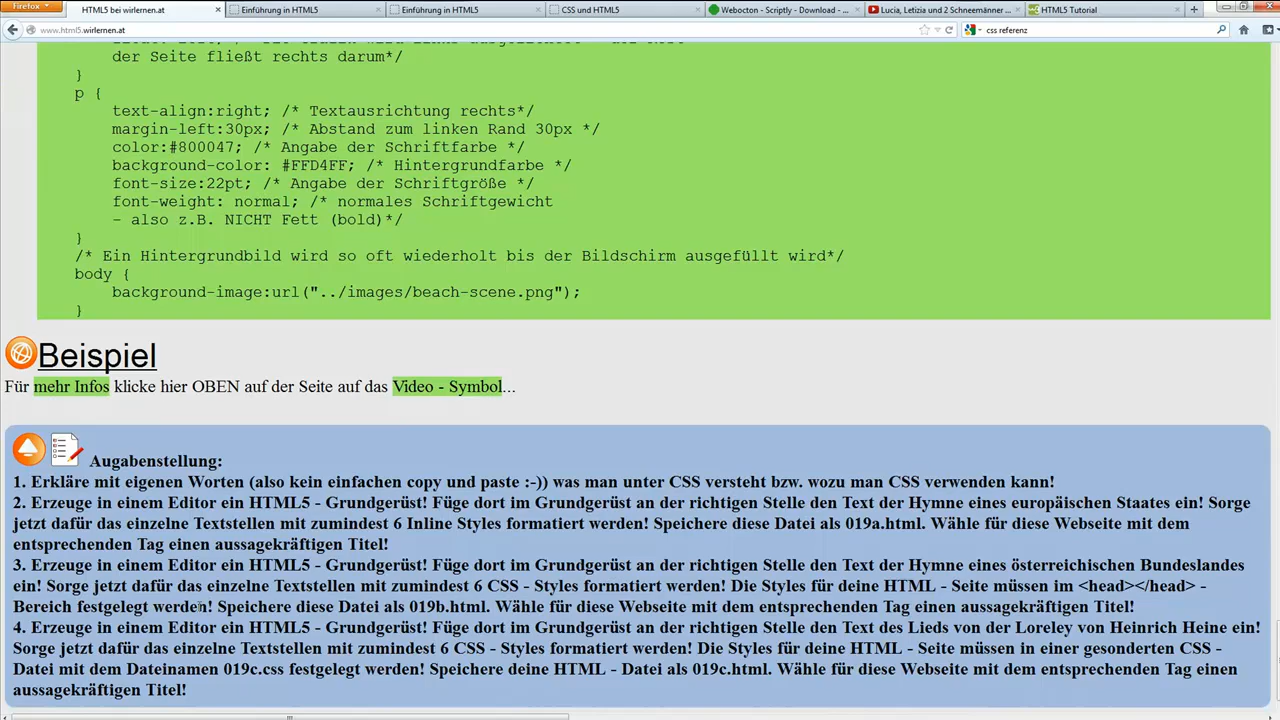 Firefox
HTML5 bei wirlernen.at
Einführung in HTML5
Einführung in HTML5
CSS und HTML5
Webocton - Scriptly - Download - ...
Lucia, Letizia und 2 Schneemänner ...
HTML5 Tutorial
www.html5.wirlernen.at
css referenz
der Seite fließt rechts darum*/
}
p {
text-align:right; /* Textausrichtung rechts*/
margin-left:30px; /* Abstand zum linken Rand 30px */
color:#800047; /* Angabe der Schriftfarbe */
background-color: #FFD4FF; /* Hintergrundfarbe */
font-size:22pt; /* Angabe der Schriftgröße */
font-weight: normal; /* normales Schriftgewicht
- also z.B. NICHT Fett (bold)*/
}
/* Ein Hintergrundbild wird so oft wiederholt bis der Bildschirm ausgefüllt wird*/
body {
background-image:url("../images/beach-scene.png");
}
Beispiel
Für mehr Infos klicke hier OBEN auf der Seite auf das Video - Symbol...
Augabenstellung:
1. Erkläre mit eigenen Worten (also kein einfachen copy und paste :-)) was man unter CSS versteht bzw. wozu man CSS verwenden kann!
2. Erzeuge in einem Editor ein HTML5 - Grundgerüst! Füge dort im Grundgerüst an der richtigen Stelle den Text der Hymne eines europäischen Staates ein! Sorge
jetzt dafür das einzelne Textstellen mit zumindest 6 Inline Styles formatiert werden! Speichere diese Datei als 019a.html. Wähle für diese Webseite mit dem
entsprechenden Tag einen aussagekräftigen Titel!
3. Erzeuge in einem Editor ein HTML5 - Grundgerüst! Füge dort im Grundgerüst an der richtigen Stelle den Text der Hymne eines österreichischen Bundeslandes
ein! Sorge jetzt dafür das einzelne Textstellen mit zumindest 6 CSS - Styles formatiert werden! Die Styles für deine HTML - Seite müssen im <head></head> -
Bereich festgelegt werden! Speichere diese Datei als 019b.html. Wähle für diese Webseite mit dem entsprechenden Tag einen aussagekräftigen Titel!
4. Erzeuge in einem Editor ein HTML5 - Grundgerüst! Füge dort im Grundgerüst an der richtigen Stelle den Text des Lieds von der Loreley von Heinrich Heine ein!
Sorge jetzt dafür das einzelne Textstellen mit zumindest 6 CSS - Styles formatiert werden! Die Styles für deine HTML - Seite müssen in einer gesonderten CSS -
Datei mit dem Dateinamen 019c.css festgelegt werden! Speichere deine HTML - Datei als 019c.html. Wähle für diese Webseite mit dem entsprechenden Tag einen
aussagekräftigen Titel!